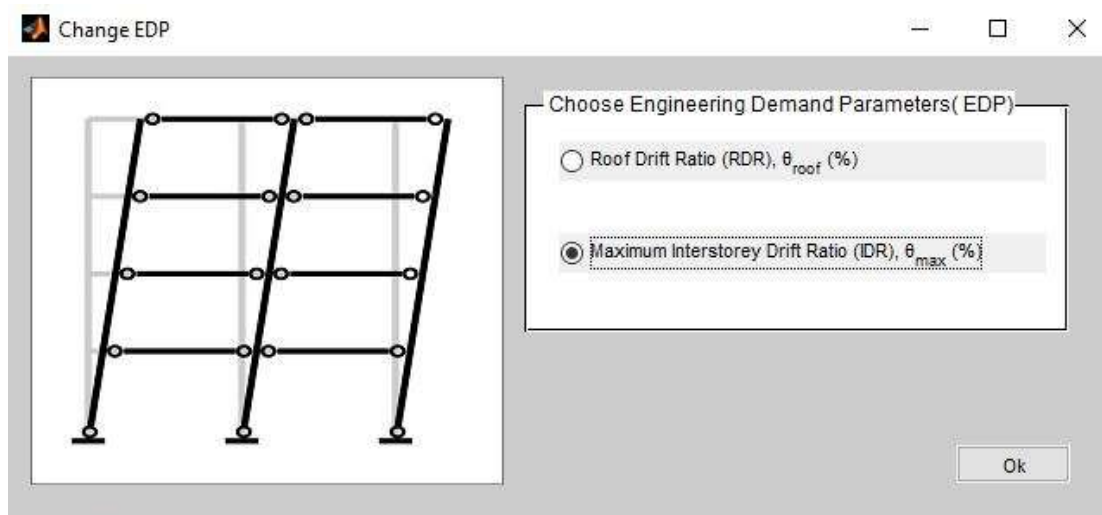 Change EDP
Choose Engineering Demand Parameters( EDP)
Roof Drift Ratio (RDR), θroof (%)
Maximum Interstorey Drift Ratio (IDR), θmax (%)
Ok